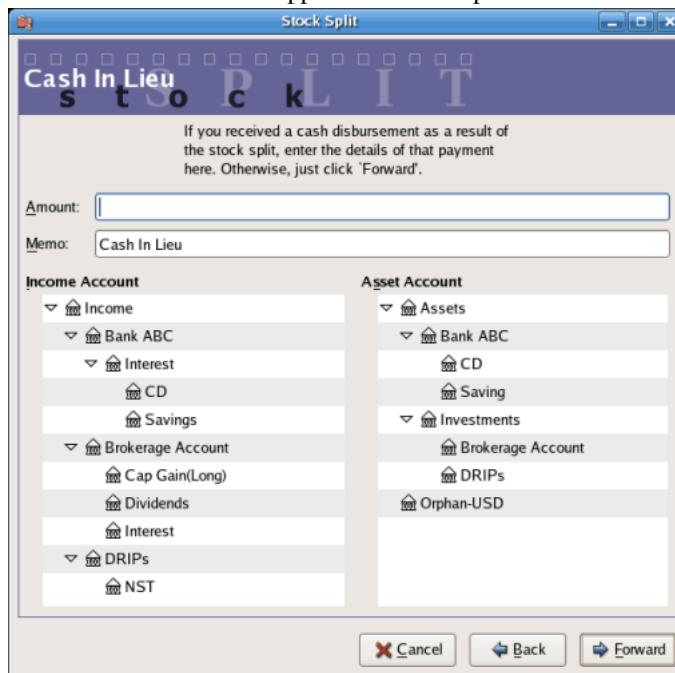 Stock Split
Cash In Lieu
stock
SPLIT
If you received a cash disbursement as a result of
the stock split, enter the details of that payment
here. Otherwise, just click `Forward'.
Amount:
Memo: Cash In Lieu
Income Account
Income
Bank ABC
Interest
CD
Savings
Brokerage Account
Cap Gain(Long)
Dividends
Interest
DRIPs
NST
Asset Account
Assets
Bank ABC
CD
Saving
Investments
Brokerage Account
DRIPs
Orphan-USD
Cancel Back Forward